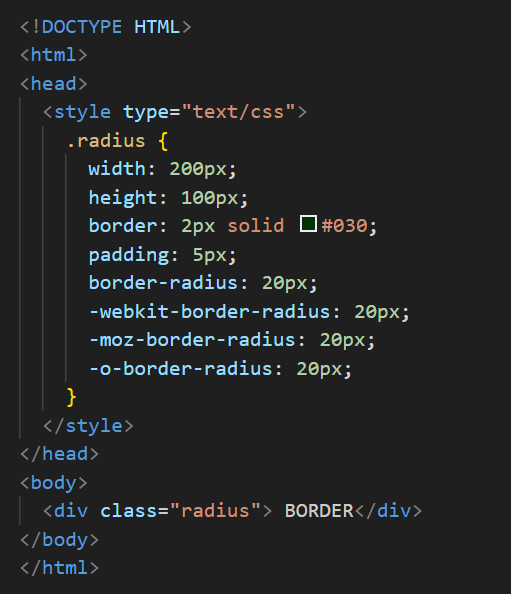 <!DOCTYPE HTML>
<html>
<head>
  <style type="text/css">
    .radius {
      width: 200px;
      height: 100px;
      border: 2px solid #030;
      padding: 5px;
      border-radius: 20px;
      -webkit-border-radius: 20px;
      -moz-border-radius: 20px;
      -o-border-radius: 20px;
    }
  </style>
</head>
<body>
  <div class="radius"> BORDER</div>
</body>
</html>